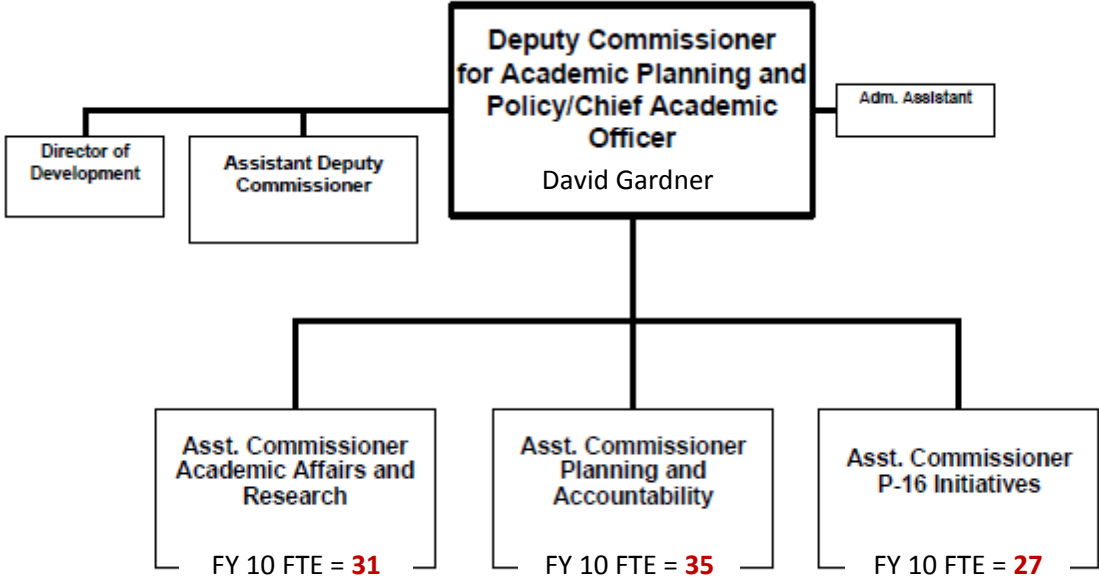 Deputy Commissioner
for Academic Planning and
Policy/Chief Academic
Officer
David Gardner
Adm. Assistant
Director of
Development
Assistant Deputy
Commissioner
Asst. Commissioner
Academic Affairs and
Research
FY 10 FTE = 31
Asst. Commissioner
Planning and
Accountability
FY 10 FTE = 35
Asst. Commissioner
P-16 Initiatives
FY 10 FTE = 27